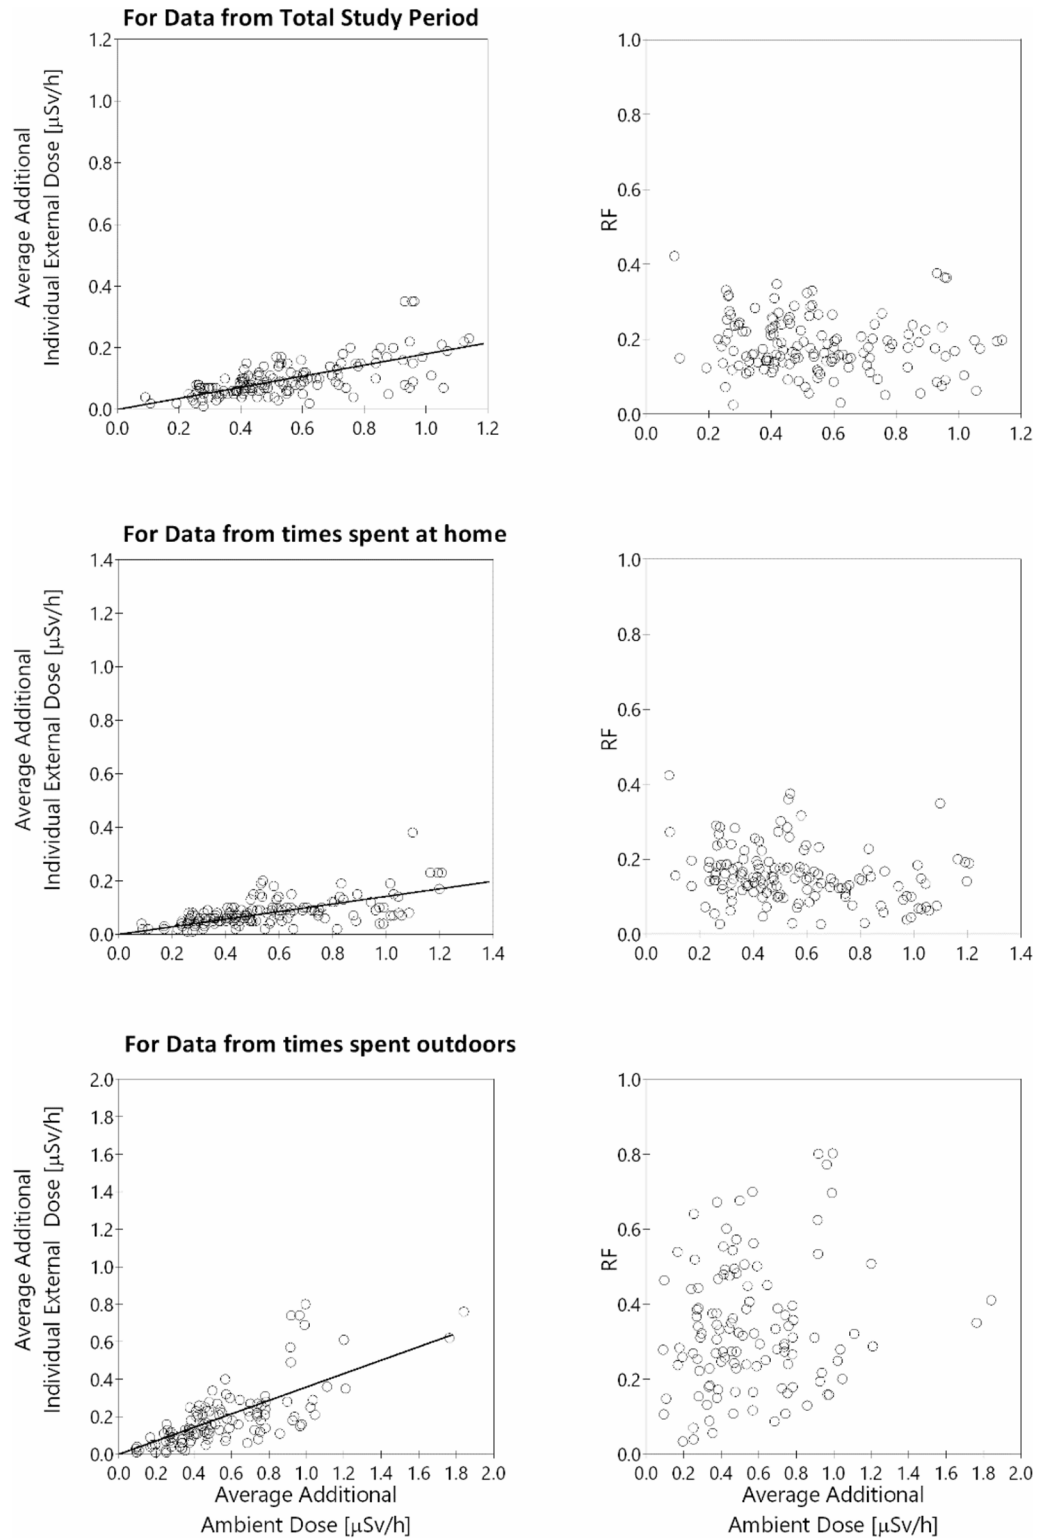 For Data from Total Study Period
Average Additional
Individual External Dose [μSv/h]
1.2
1.0
0.8
0.6
0.4
0.2
0.0
0.0 0.2 0.4 0.6 0.8 1.0 1.2
RF
1.0
0.8
0.6
0.4
0.2
0.0
0.0 0.2 0.4 0.6 0.8 1.0 1.2
For Data from times spent at home
Average Additional
Individual External Dose [μSv/h]
1.4
1.2
1.0
0.8
0.6
0.4
0.2
0.0
0.0 0.2 0.4 0.6 0.8 1.0 1.2 1.4
RF
1.0
0.8
0.6
0.4
0.2
0.0
0.0 0.2 0.4 0.6 0.8 1.0 1.2 1.4
For Data from times spent outdoors
Average Additional
Individual External Dose [μSv/h]
2.0
1.8
1.6
1.4
1.2
1.0
0.8
0.6
0.4
0.2
0.0
0.0 0.2 0.4 0.6 0.8 1.0 1.2 1.4 1.6 1.8 2.0
Average Additional
Ambient Dose [μSv/h]
RF
1.0
0.8
0.6
0.4
0.2
0.0
0.0 0.2 0.4 0.6 0.8 1.0 1.2 1.4 1.6 1.8 2.0
Average Additional
Ambient Dose [μSv/h]